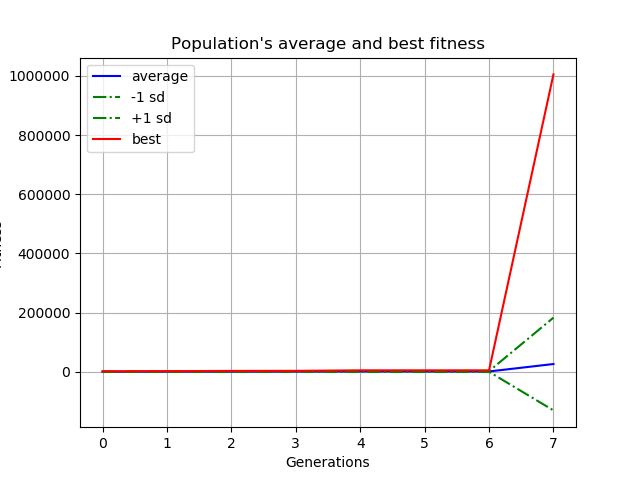 Population's average and best fitness
1000000
800000
600000
400000
200000
0
average
-1 sd
+1 sd
best
0 1 2 3 4 5 6 7
Generations